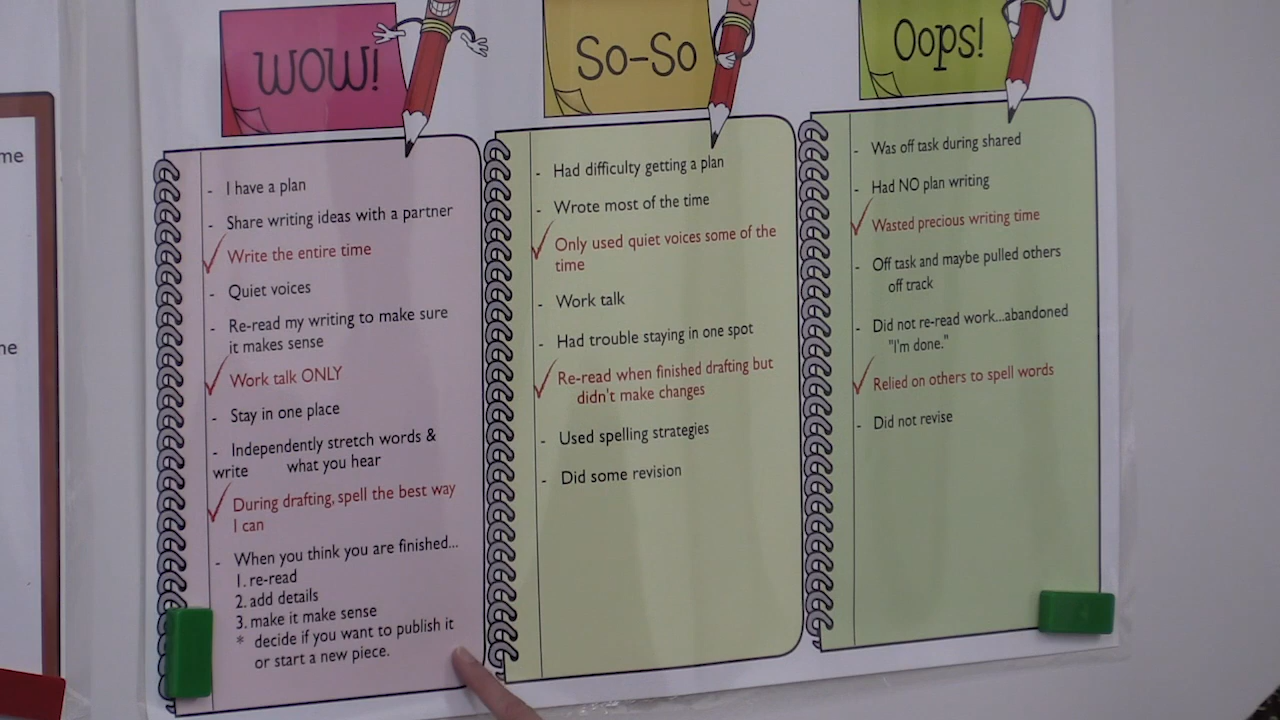 me
ne
WOW!
- I have a plan
- Share writing ideas with a partner
✓ Write the entire time
- Quiet voices
- Re-read my writing to make sure
it makes sense
✓ Work talk ONLY
- Stay in one place
- Independently stretch words &
write what you hear
✓ During drafting, spell the best way
I can
- When you think you are finished...
1. re-read
2. add details
3. make it make sense
* decide if you want to publish it
or start a new piece.
So-So
- Had difficulty getting a plan
- Wrote most of the time
✓ Only used quiet voices some of the
time
- Work talk
- Had trouble staying in one spot
✓ Re-read when finished drafting but
didn't make changes
- Used spelling strategies
- Did some revision
Oops!
- Was off task during shared
- Had NO plan writing
✓ Wasted precious writing time
- Off task and maybe pulled others
off track
- Did not re-read work...abandoned
"I'm done."
✓ Relied on others to spell words
- Did not revise